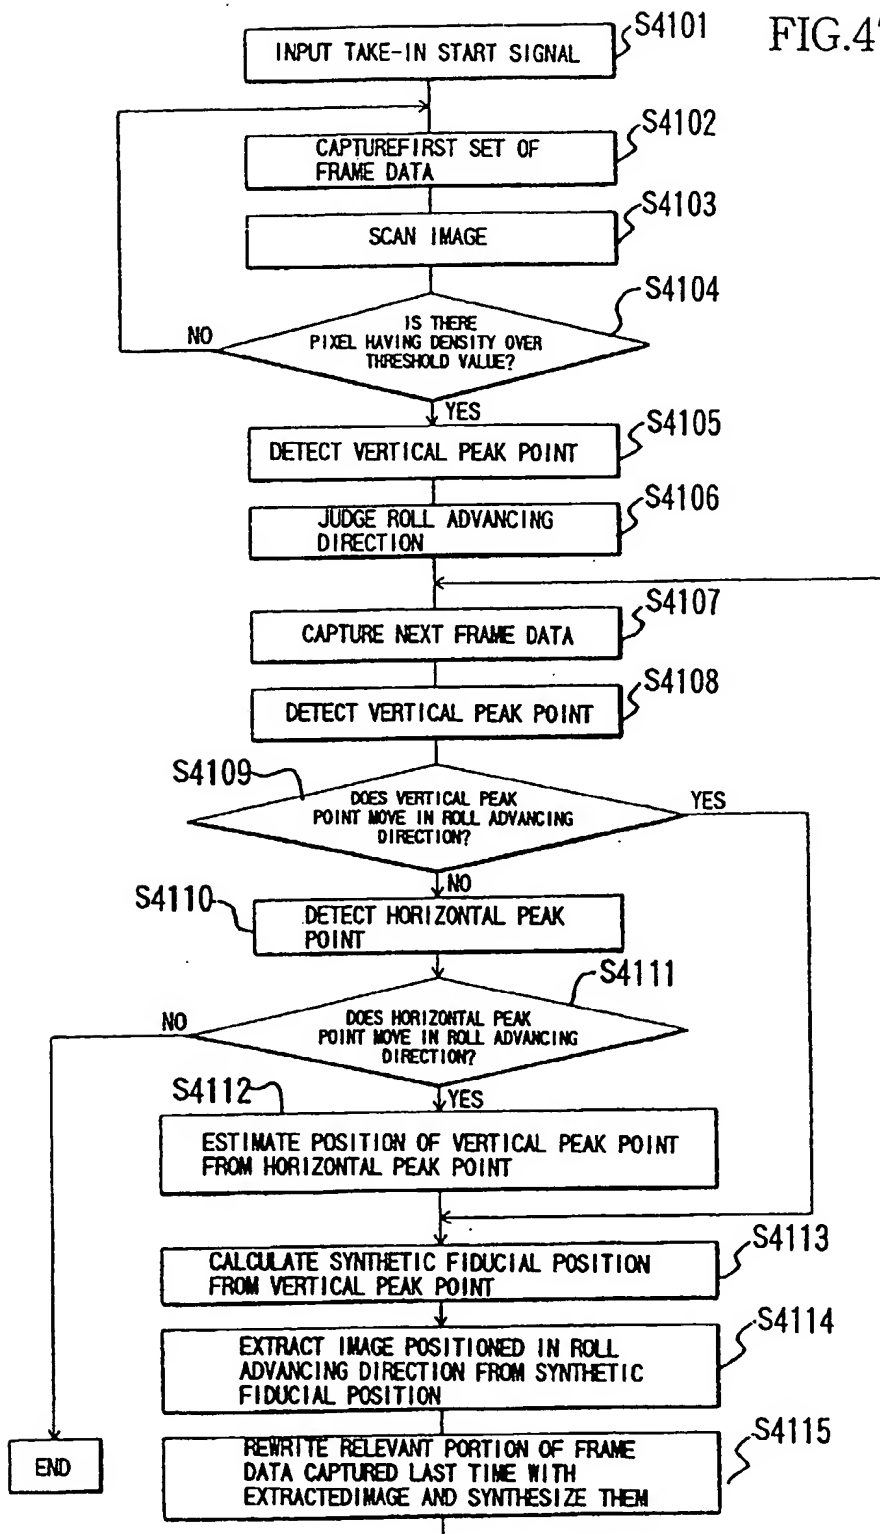 S4101
FIG.4
INPUT TAKE-IN START SIGNAL
S4102
CAPTUREFIRST SET OF
FRAME DATA
S4103
SCAN IMAGE
S4104
IS THERE
PIXEL HAVING DENSITY OVER
THRESHOLD VALUE?
NO
YES
S4105
DETECT VERTICAL PEAK POINT
S4106
JUDGE ROLL ADVANCING
DIRECTION
S4107
CAPTURE NEXT FRAME DATA
S4108
DETECT VERTICAL PEAK POINT
S4109
DOES VERTICAL PEAK
POINT MOVE IN ROLL ADVANCING
DIRECTION?
YES
NO
S4110
DETECT HORIZONTAL PEAK
POINT
S4111
DOES HORIZONTAL PEAK
POINT MOVE IN ROLL ADVANCING
DIRECTION?
NO
YES
S4112
ESTIMATE POSITION OF VERTICAL PEAK POINT
FROM HORIZONTAL PEAK POINT
S4113
CALCULATE SYNTHETIC FIDUCIAL POSITION
FROM VERTICAL PEAK POINT
S4114
EXTRACT IMAGE POSITIONED IN ROLL
ADVANCING DIRECTION FROM SYNTHETIC
FIDUCIAL POSITION
S4115
REWRITE RELEVANT PORTION OF FRAME
DATA CAPTURED LAST TIME WITH
EXTRACTEDIMAGE AND SYNTHESIZE THEM
END